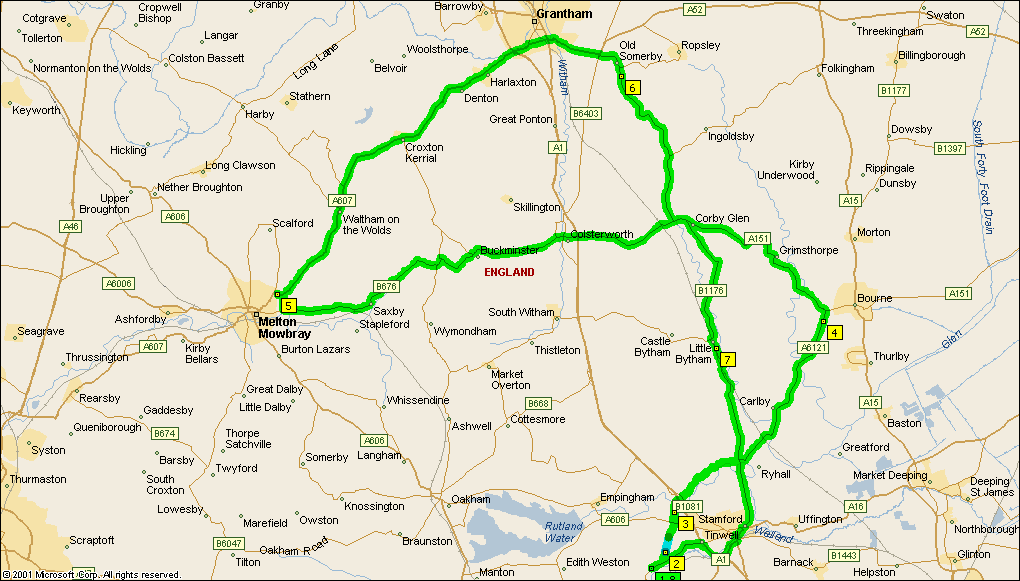 Cotgrave
Cropwell
Bishop
Granby
Barrowby
Grantham
A52
Swaton
Tollerton
Langar
Woolsthorpe
Old
Somerby
Ropsley
Threekingham
A52
Normanton on the Wolds
Colston Bassett
Long Lane
Belvoir
Harlaxton
Witham
6
Folkingham
Billingborough
Keyworth
Stathern
Denton
B1177
Harby
Great Ponton
B6403
Ingoldsby
Dowsby
South Forty Foot Drain
Hickling
Croxton
Kerrial
A1
B1397
Long Clawson
Kirby
Underwood
Rippingale
Nether Broughton
Dunsby
Upper
Broughton
A607
Skillington
A15
A606
Waltham on
the Wolds
Corby Glen
A46
Scalford
Colsterworth
A151
Morton
Buckminster
Grimsthorpe
ENGLAND
A6006
B676
B1176
Bourne
A151
5
Saxby
South Witham
Ashfordby
Melton
Mowbray
Stapleford
Wymondham
4
Seagrave
A607
Kirby
Bellars
Burton Lazars
Thistleton
Castle
Bytham
Little
Bytham
A6121
Glen
Thrussington
7
Thurlby
Market
Overton
Rearsby
Great Dalby
Whissendine
Carlby
A15
Gaddesby
Little Dalby
B668
Baston
Queniborough
B674
Thorpe
Satchville
A606
Ashwell
Cottesmore
Syston
Barsby
Somerby
Langham
Greatford
Thurmaston
Twyford
Ryhall
Market Deeping
Deeping
St James
South
Croxton
Knossington
Oakham
Empingham
B1081
A16
Lowesby
Marefield
Owston
Rutland
Water
A606
3
Stamford
Uffington
Northborough
Scraptoft
B6047
Oakham Road
Braunston
Tinwell
Welland
Tilton
Edith Weston
2
A1
Barnack
B1443
Glinton
© 2001 Microsoft Corp. All rights reserved.
Manton
1,8
Helpston